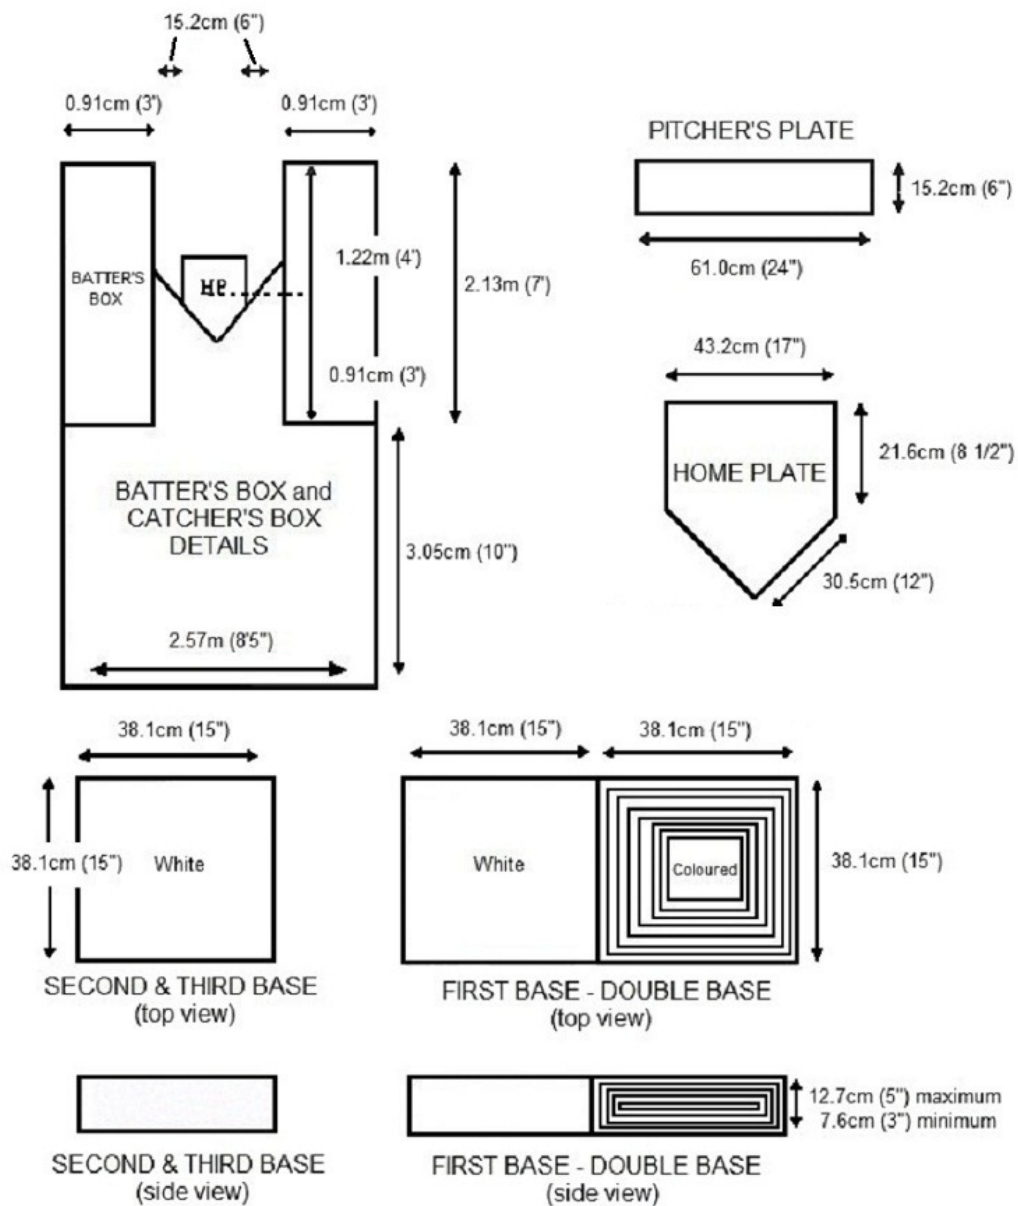 15.2cm (6")
0.91cm (3')
0.91cm (3')
BATTER'S
BOX
HP
1.22m (4')
2.13m (7')
0.91cm (3')
BATTER'S BOX and
CATCHER'S BOX
DETAILS
3.05cm (10")
2.57m (8'5")
PITCHER'S PLATE
15.2cm (6")
61.0cm (24")
43.2cm (17")
HOME PLATE
21.6cm (8 1/2")
30.5cm (12")
38.1cm (15")
38.1cm (15")
White
SECOND & THIRD BASE
(top view)
38.1cm (15")
38.1cm (15")
White
Coloured
38.1cm (15")
FIRST BASE - DOUBLE BASE
(top view)
SECOND & THIRD BASE
(side view)
12.7cm (5") maximum
7.6cm (3") minimum
FIRST BASE - DOUBLE BASE
(side view)